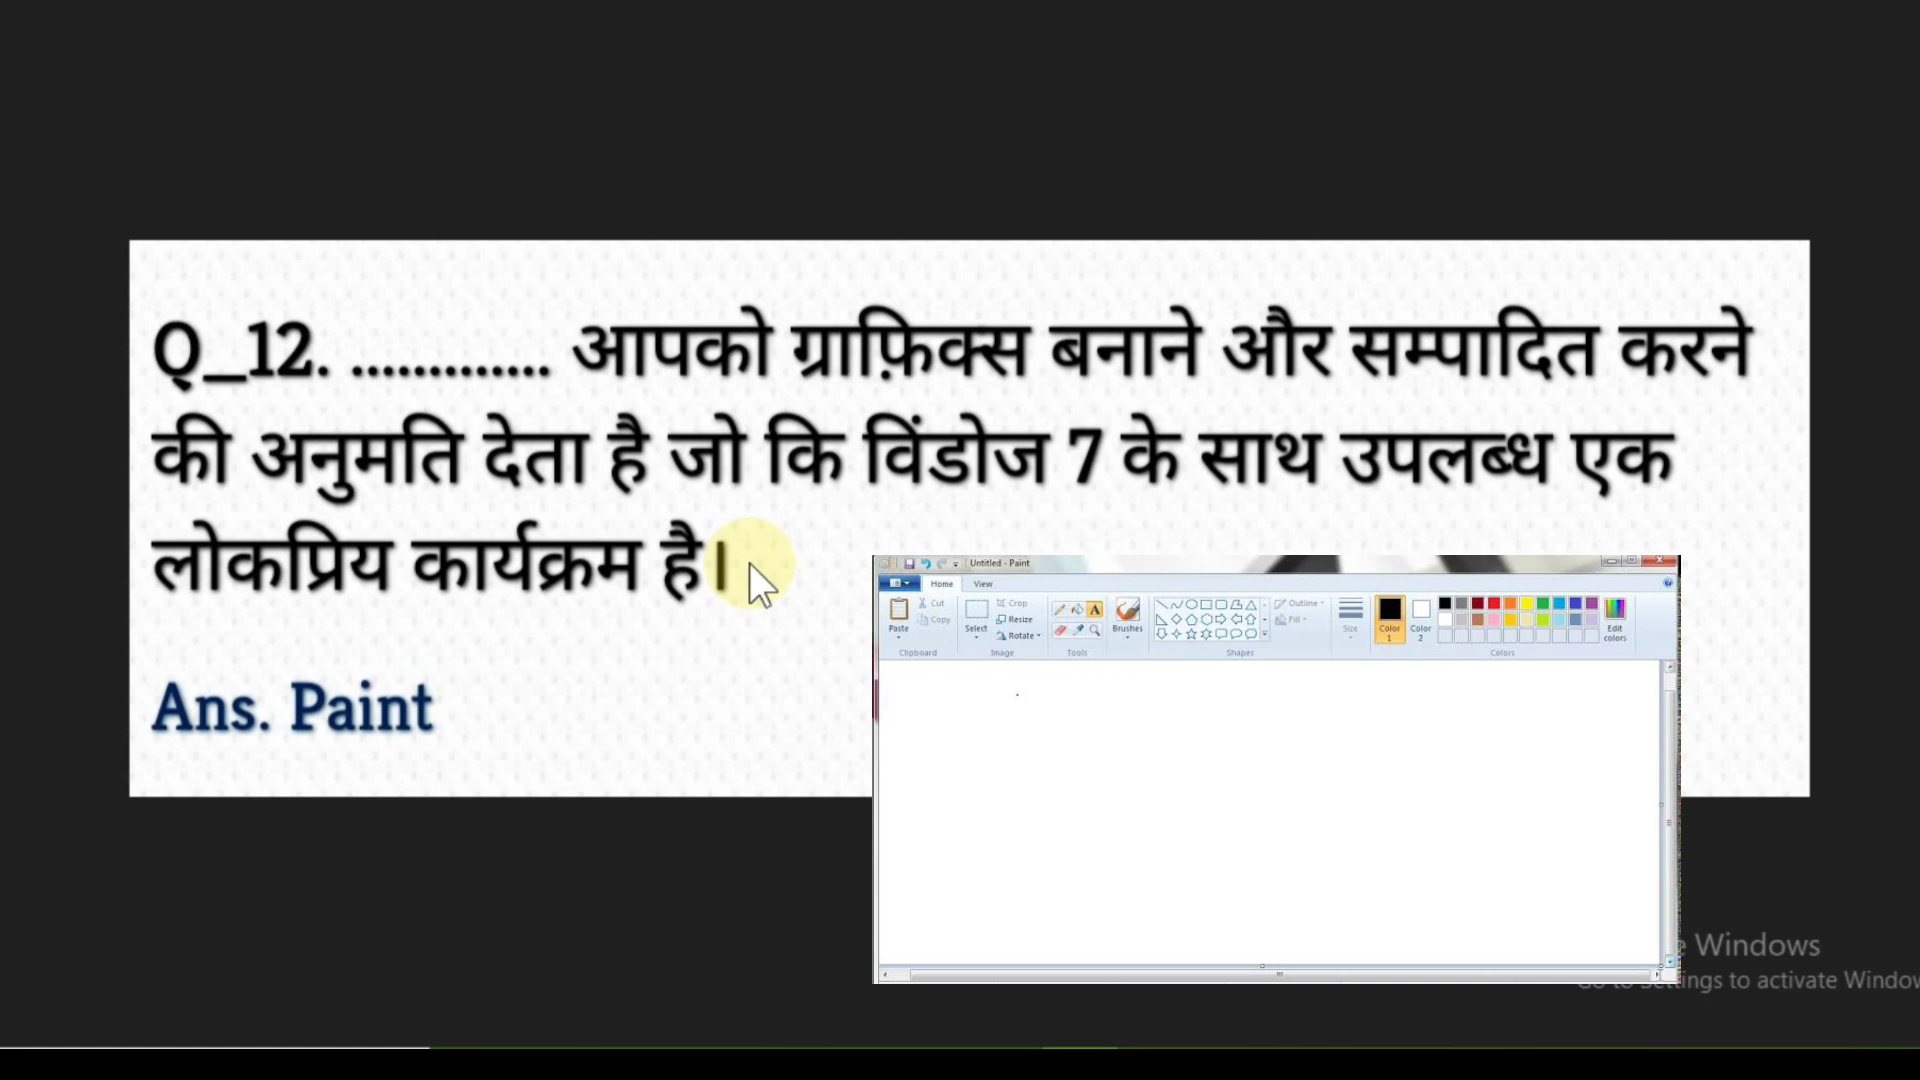 Q_12. ............. आपको ग्राफ़िक्स बनाने और सम्पादित करने
की अनुमति देता है जो कि विंडोज 7 के साथ उपलब्ध एक
लोकप्रिय कार्यक्रम है।
Ans. Paint
Untitled - Paint
Home View
Paste Cut Copy
Clipboard
Select Crop Resize Rotate
Image
Tools
Brushes
Shapes
Outline Fill
Size
Color 1
Color 2
Edit colors
Colors
Windows
to activate